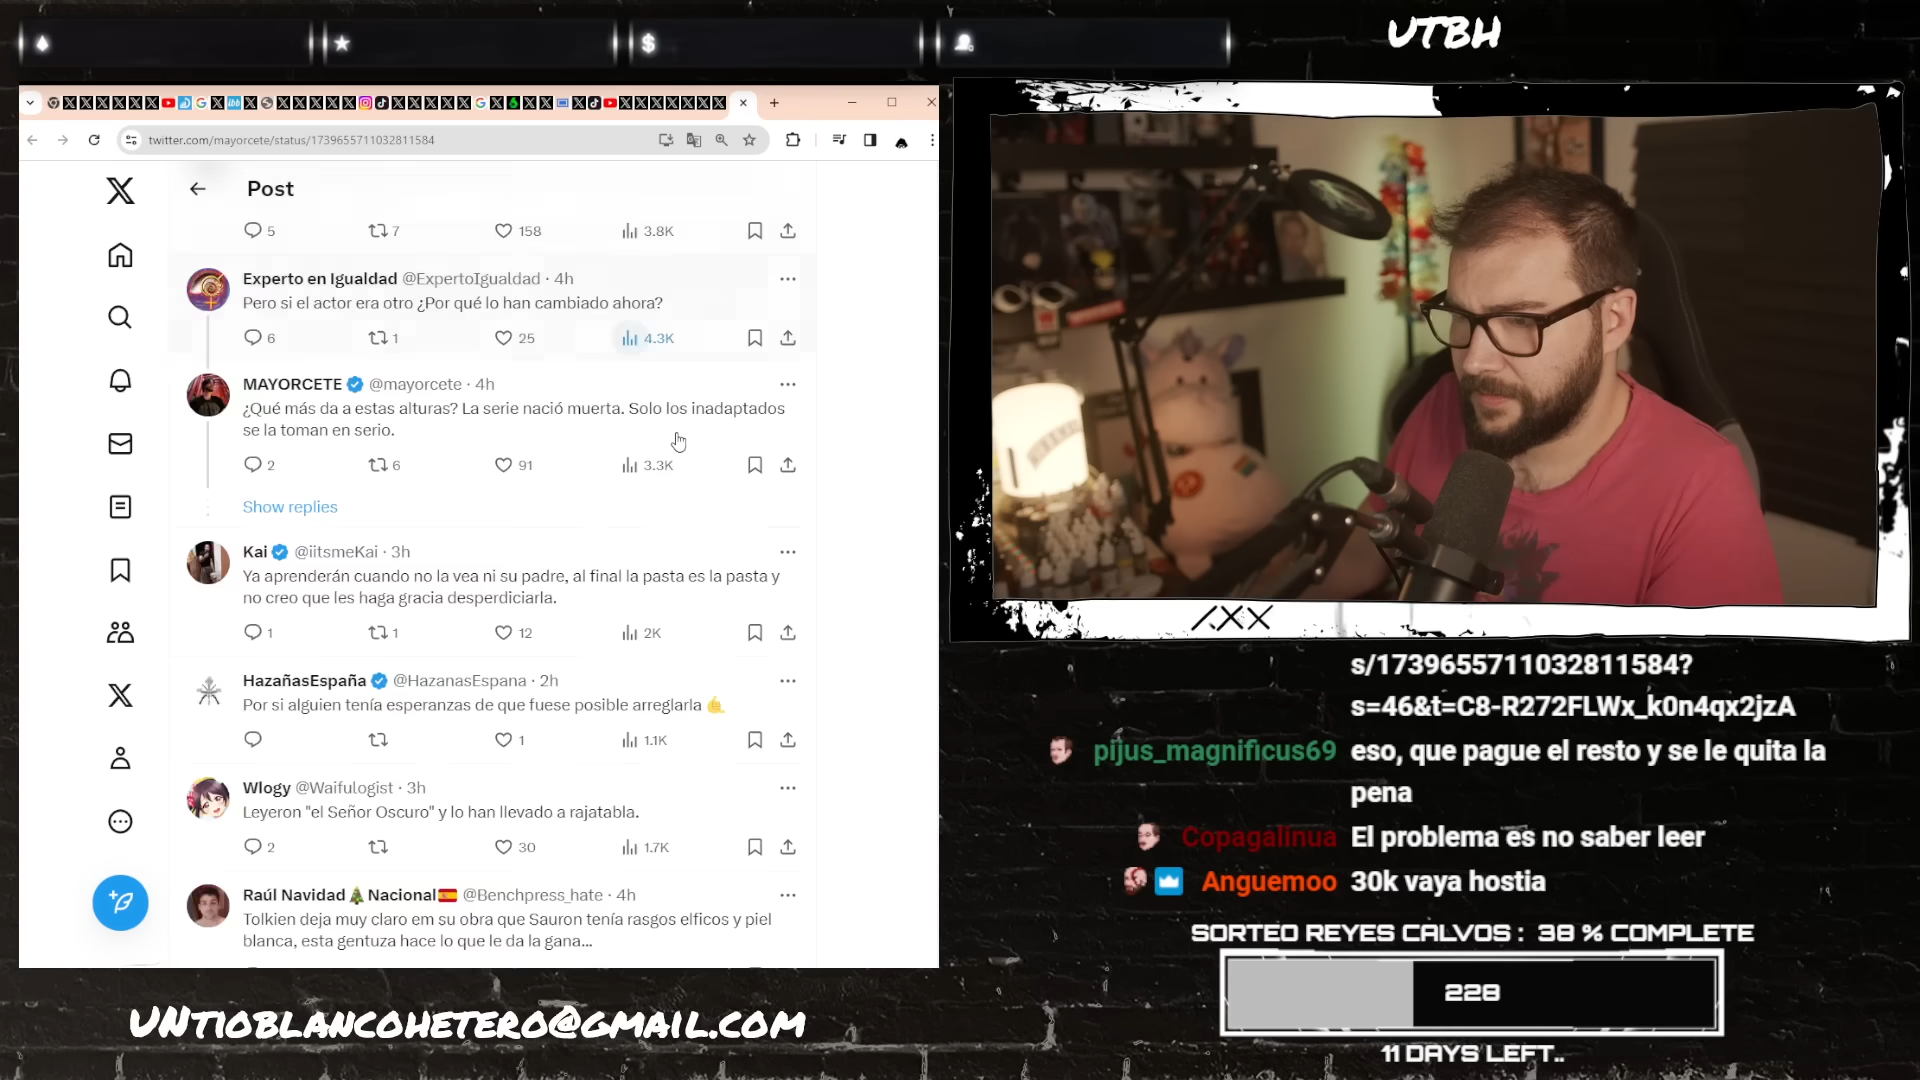 UTBH
twitter.com/mayorcete/status/1739655711032811584
Post
5 7 158 3.8K
Experto en Igualdad @ExpertoIgualdad · 4h
Pero si el actor era otro ¿Por qué lo han cambiado ahora?
6 1 25 4.3K
MAYORCETE @mayorcete · 4h
¿Qué más da a estas alturas? La serie nació muerta. Solo los inadaptados
se la toman en serio.
2 6 91 3.3K
Show replies
Kai @iitsmeKai · 3h
Ya aprenderán cuando no la vea ni su padre, al final la pasta es la pasta y
no creo que les haga gracia desperdiciarla.
1 1 12 2K
HazañasEspaña @HazanasEspana · 2h
Por si alguien tenía esperanzas de que fuese posible arreglarla 🤙
1 1.1K
Wlogy @Waifulogist · 3h
Leyeron "el Señor Oscuro" y lo han llevado a rajatabla.
2 30 1.7K
Raúl Navidad 🎄 Nacional 🇪🇸 @Benchpress_hate · 4h
Tolkien deja muy claro em su obra que Sauron tenía rasgos elficos y piel
blanca, esta gentuza hace lo que le da la gana...
UNTIOBLANCOHETERO@GMAIL.COM
s/1739655711032811584?
s=46&t=C8-R272FLWx_k0n4qx2jzA
pijus_magnificus69 eso, que pague el resto y se le quita la
pena
Copagalinua El problema es no saber leer
Anguemoo 30k vaya hostia
SORTEO REYES CALVOS : 38 % COMPLETE
228
11 DAYS LEFT..